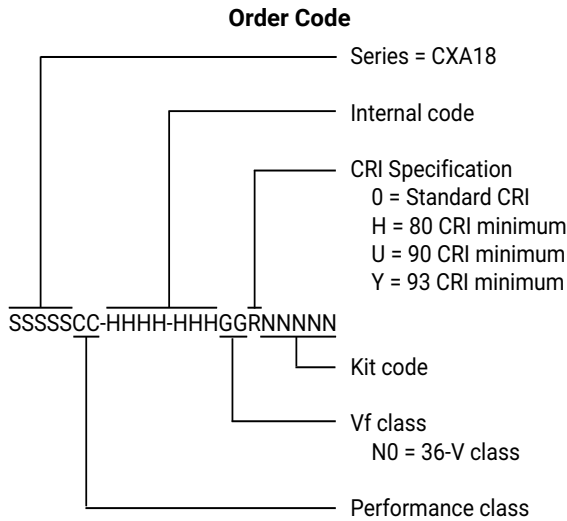 Order Code
Series = CXA18
Internal code
CRI Specification
0 = Standard CRI
H = 80 CRI minimum
U = 90 CRI minimum
Y = 93 CRI minimum
SSSSSCC-HHHH-HHHGGRNNNNN
Kit code
Vf class
N0 = 36-V class
Performance class